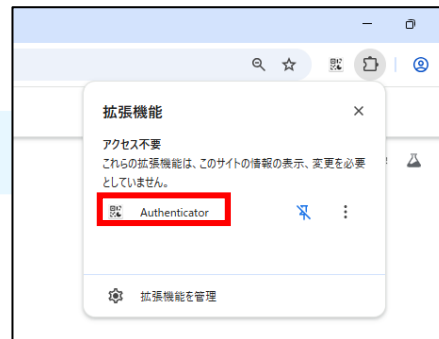 拡張機能
アクセス不要
これらの拡張機能は、このサイトの情報の表示、変更を必要
としていません。
Authenticator
拡張機能を管理